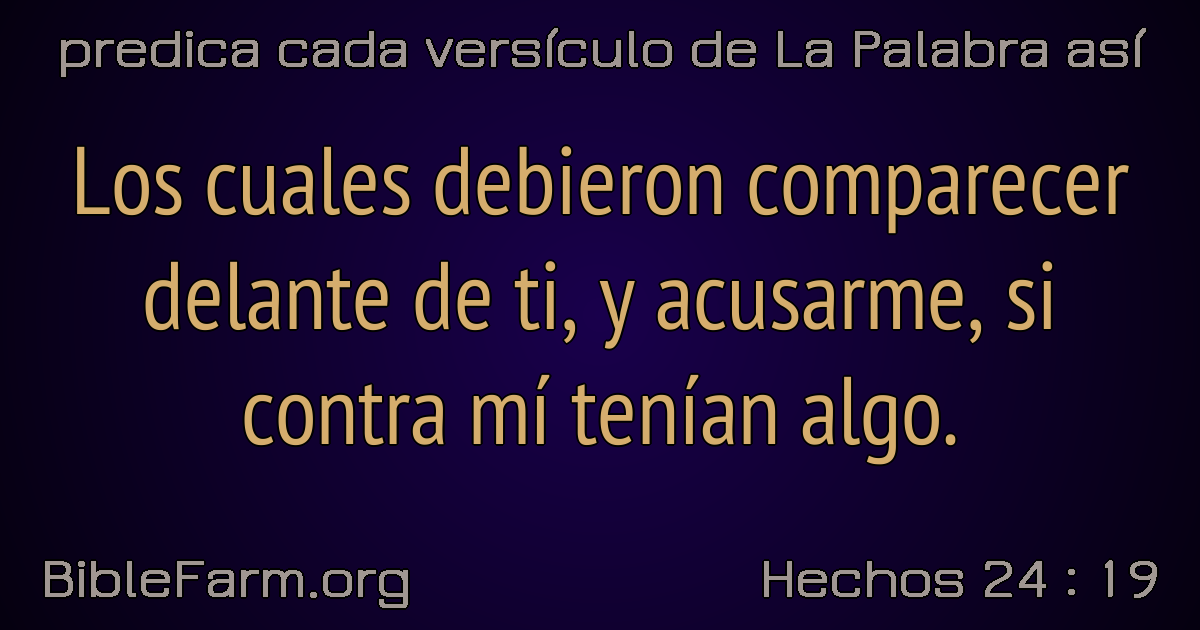 predica cada versículo de La Palabra así
Los cuales debieron comparecer
delante de ti, y acusarme, si
contra mí tenían algo.
BibleFarm.org
Hechos 24 : 19